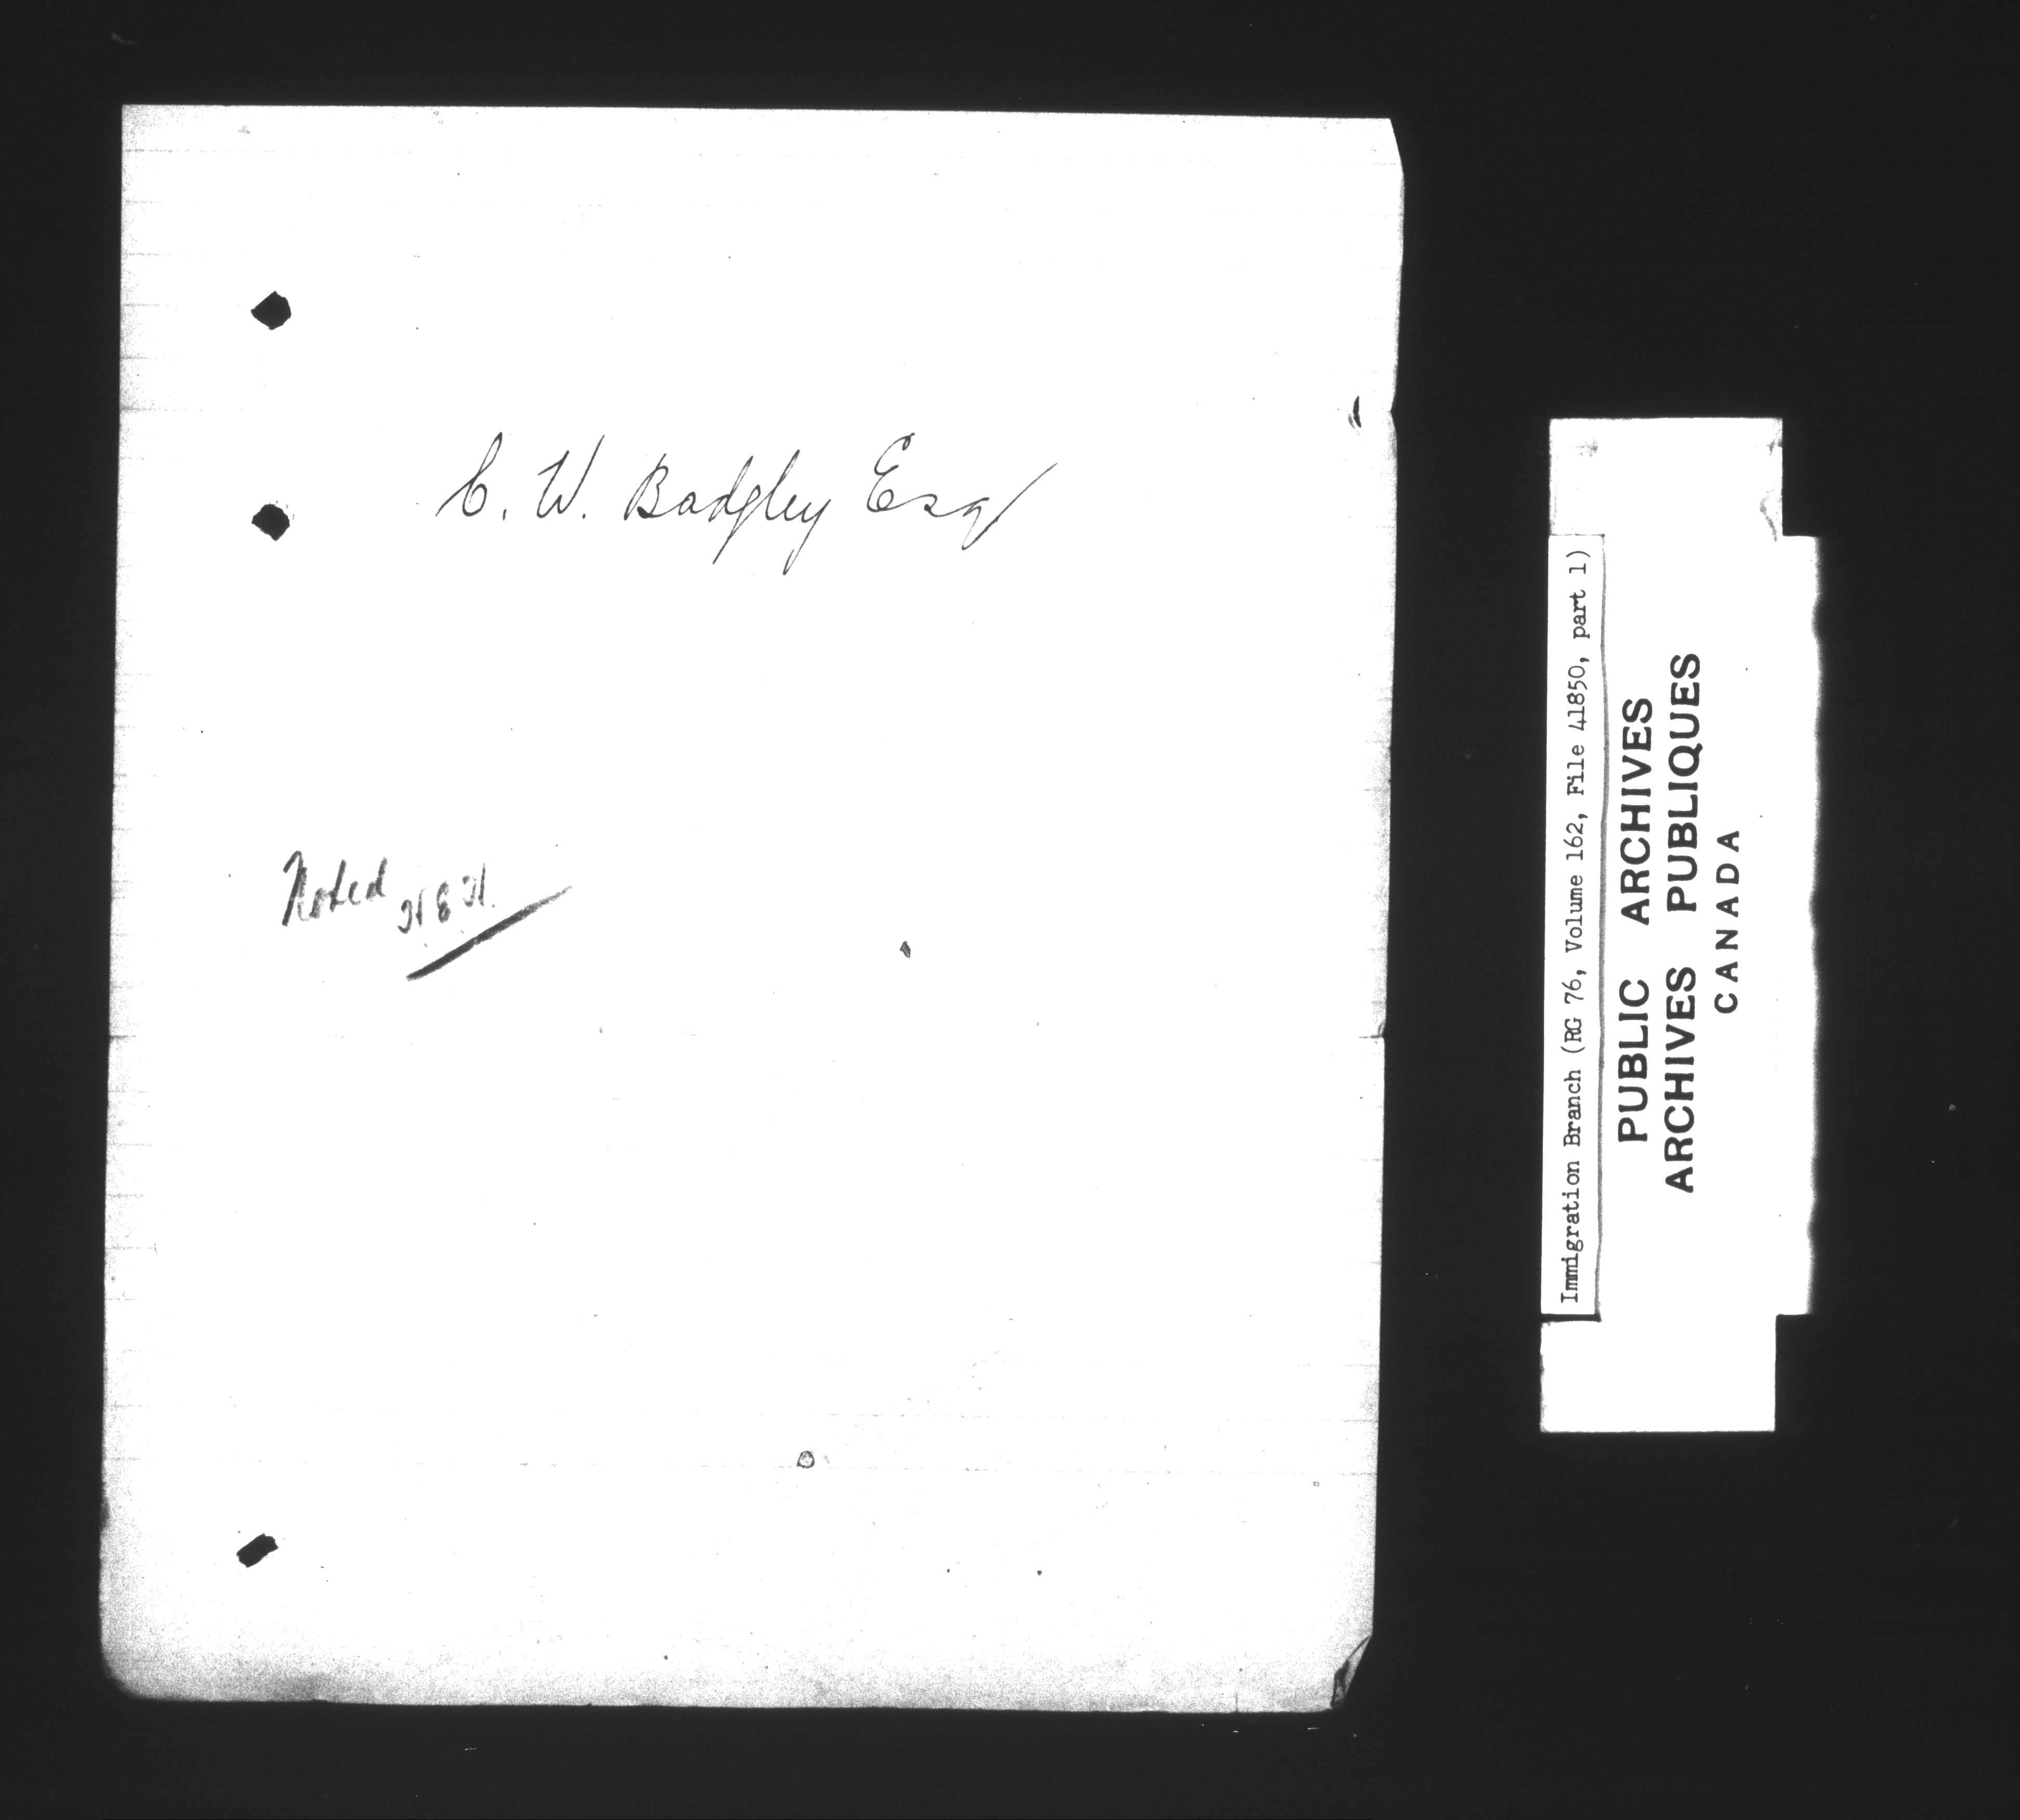 C. W. Badgley Esq
Noted
Immigration Branch (RG 76, Volume 162, File 41850, part 1)
PUBLIC ARCHIVES
ARCHIVES PUBLIQUES
CANADA